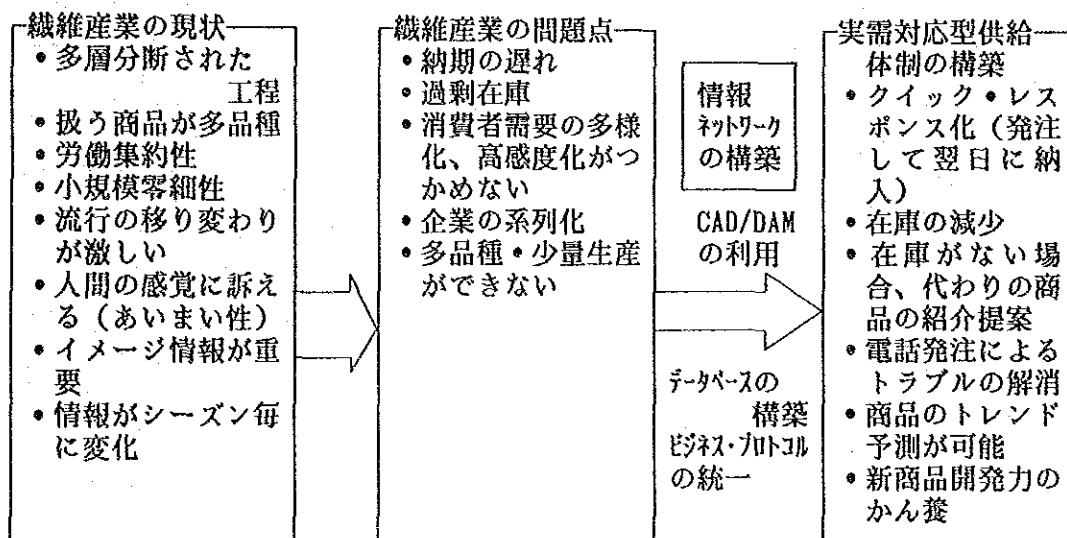 繊維産業の現状
• 多層分断された
工程
• 扱う商品が多品種
• 労働集約性
• 小規模零細性
• 流行の移り変わり
が激しい
• 人間の感覚に訴え
る（あいまい性）
• イメージ情報が重
要
• 情報がシーズン毎
に変化
繊維産業の問題点
• 納期の遅れ
• 過剰在庫
• 消費者需要の多様
化、高感度化がつ
かめない
• 企業の系列化
• 多品種・少量生産
ができない
情報
ネットワーク
の構築
CAD/DAM
の利用
データベースの
構築
ビジネス・プロトコル
の統一
実需対応型供給
体制の構築
• クイック・レス
ポンス化（発注
して翌日に納
入）
• 在庫の減少
• 在庫がない場
合、代わりの商
品の紹介提案
• 電話発注による
トラブルの解消
• 商品のトレンド
予測が可能
• 新商品開発力の
かん養